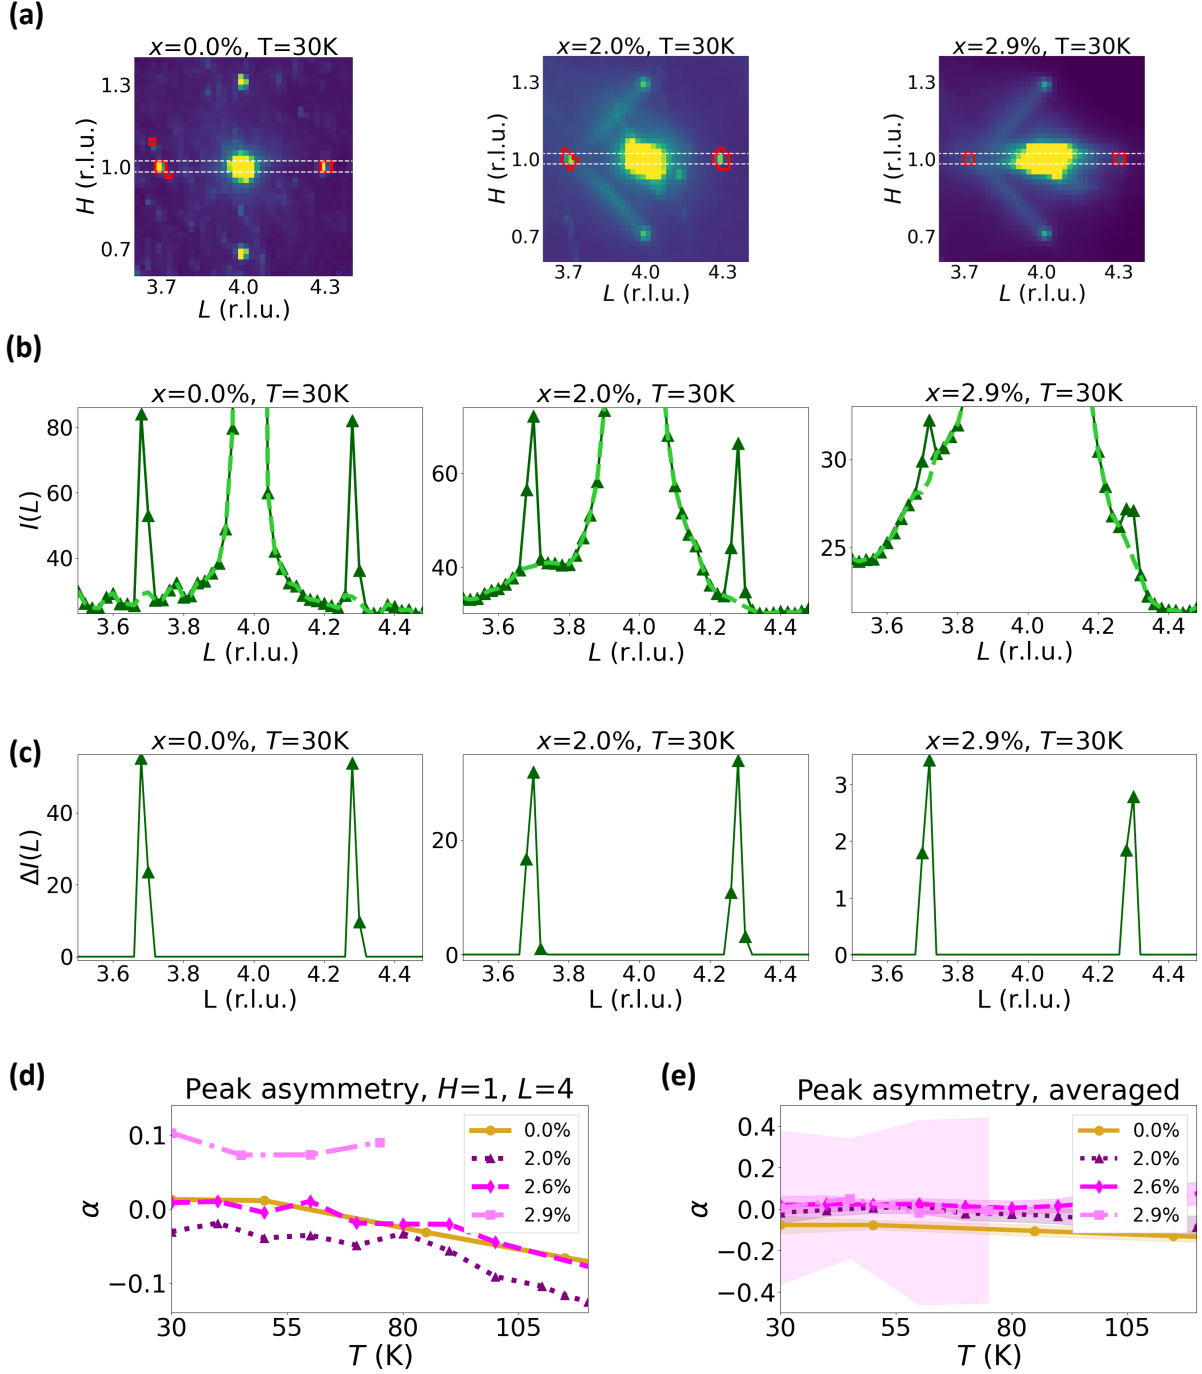 (a)
x=0.0%, T=30K
x=2.0%, T=30K
x=2.9%, T=30K
H (r.l.u.)
1.3
1.0
0.7
3.7 4.0 4.3
L (r.l.u.)
H (r.l.u.)
1.3
1.0
0.7
3.7 4.0 4.3
L (r.l.u.)
H (r.l.u.)
1.3
1.0
0.7
3.7 4.0 4.3
L (r.l.u.)
(b)
x=0.0%, T=30K
x=2.0%, T=30K
x=2.9%, T=30K
I(L)
80
60
40
3.6 3.8 4.0 4.2 4.4
L (r.l.u.)
60
40
3.6 3.8 4.0 4.2 4.4
L (r.l.u.)
30
25
3.6 3.8 4.0 4.2 4.4
L (r.l.u.)
(c)
x=0.0%, T=30K
x=2.0%, T=30K
x=2.9%, T=30K
ΔI(L)
40
20
0
3.6 3.8 4.0 4.2 4.4
L (r.l.u.)
20
0
3.6 3.8 4.0 4.2 4.4
L (r.l.u.)
3
2
1
0
3.6 3.8 4.0 4.2 4.4
L (r.l.u.)
(d)
Peak asymmetry, H=1, L=4
α
0.1
0.0
−0.1
0.0%
2.0%
2.6%
2.9%
30 55 80 105
T (K)
(e)
Peak asymmetry, averaged
α
0.4
0.2
0.0
−0.2
−0.4
0.0%
2.0%
2.6%
2.9%
30 55 80 105
T (K)